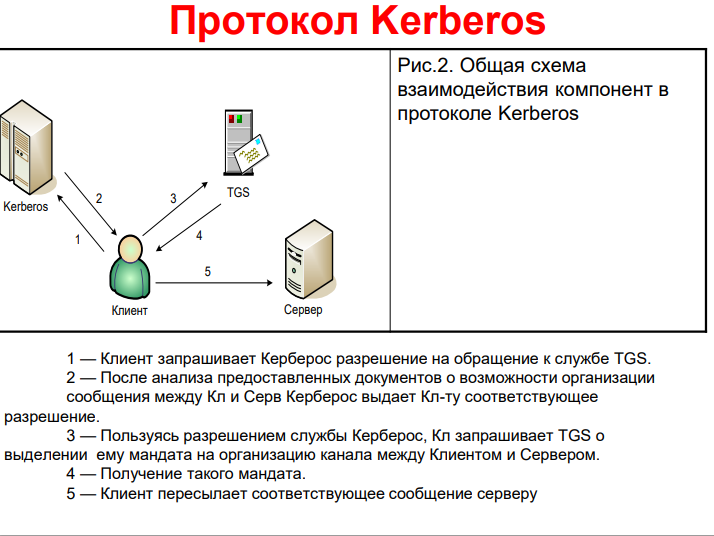 Протокол Kerberos
Рис.2. Общая схема
взаимодействия компонент в
протоколе Kerberos
Kerberos
TGS
2
3
1
4
5
Клиент
Сервер
1 — Клиент запрашивает Керберос разрешение на обращение к службе TGS.
2 — После анализа предоставленных документов о возможности организации
сообщения между Кл и Серв Керберос выдает Кл-ту соответствующее
разрешение.
3 — Пользуясь разрешением службы Керберос, Кл запрашивает TGS о
выделении ему мандата на организацию канала между Клиентом и Сервером.
4 — Получение такого мандата.
5 — Клиент пересылает соответствующее сообщение серверу